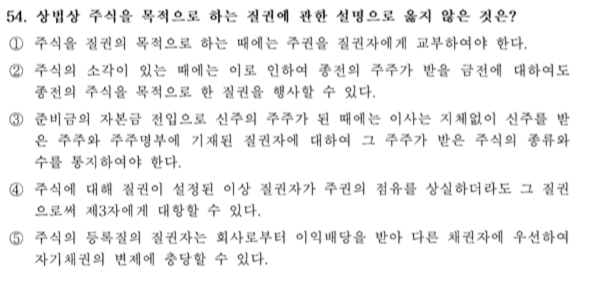 54. 상법상 주식을 목적으로 하는 질권에 관한 설명으로 옳지 않은 것은?
① 주식을 질권의 목적으로 하는 때에는 주권을 질권자에게 교부하여야 한다.
② 주식의 소각이 있는 때에는 이로 인하여 종전의 주주가 받을 금전에 대하여도
종전의 주식을 목적으로 한 질권을 행사할 수 있다.
③ 준비금의 자본금 전입으로 신주의 주주가 된 때에는 이사는 지체없이 신주를 받
은 주주와 주주명부에 기재된 질권자에 대하여 그 주주가 받은 주식의 종류와
수를 통지하여야 한다.
④ 주식에 대해 질권이 설정된 이상 질권자가 주권의 점유를 상실하더라도 그 질권
으로써 제3자에게 대항할 수 있다.
⑤ 주식의 등록질의 질권자는 회사로부터 이익배당을 받아 다른 채권자에 우선하여
자기채권의 변제에 충당할 수 있다.